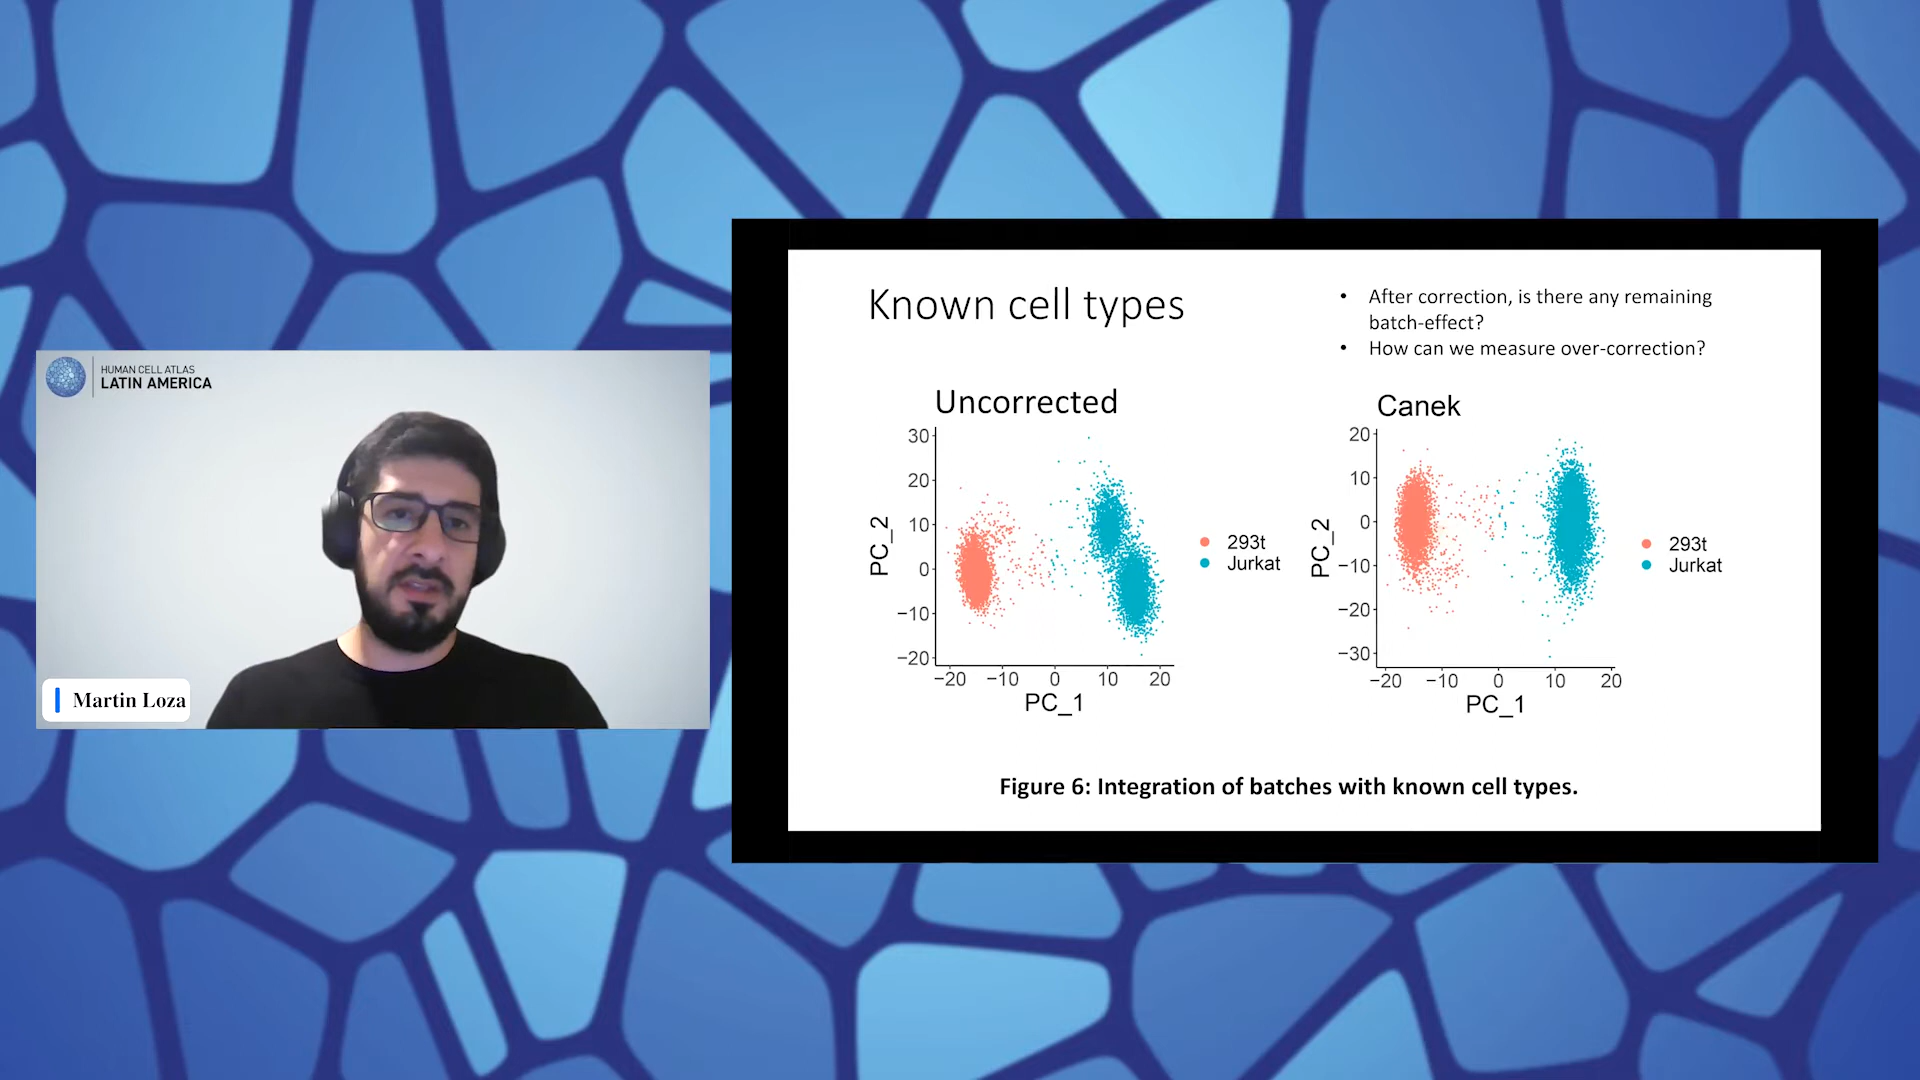 HUMAN CELL ATLAS
LATIN AMERICA
Martin Loza
Known cell types
• After correction, is there any remaining
batch-effect?
• How can we measure over-correction?
Uncorrected
30
20
10
0
−10
−20
−20 −10 0 10 20
PC_2
PC_1
293t
Jurkat
Canek
20
10
0
−10
−20
−30
−20 −10 0 10 20
PC_2
PC_1
293t
Jurkat
Figure 6: Integration of batches with known cell types.